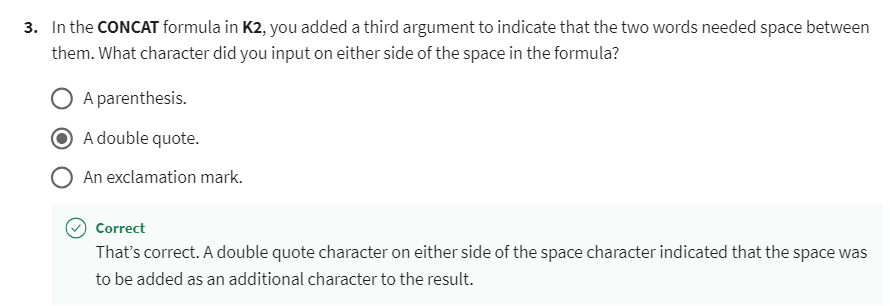 3. In the CONCAT formula in K2, you added a third argument to indicate that the two words needed space between
them. What character did you input on either side of the space in the formula?
A parenthesis.
A double quote.
An exclamation mark.
Correct
That's correct. A double quote character on either side of the space character indicated that the space was
to be added as an additional character to the result.